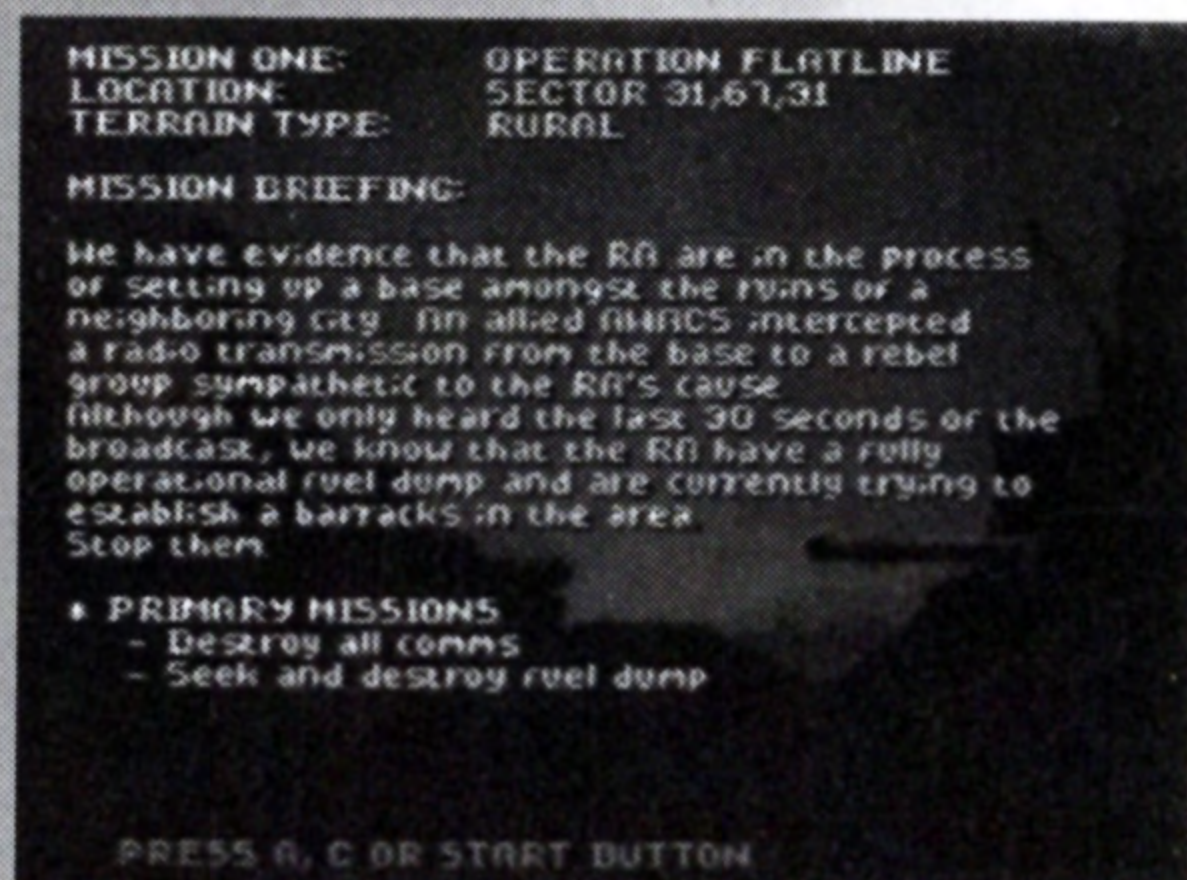 MISSION ONE: OPERATION FLATLINE
LOCATION: SECTOR 31,67,31
TERRAIN TYPE: RURAL
MISSION BRIEFING:
We have evidence that the RA are in the process
of setting up a base amongst the ruins of a
neighboring city. An allied AWACS intercepted
a radio transmission from the base to a rebel
group sympathetic to the RA's cause.
Although we only heard the last 30 seconds of the
broadcast, we know that the RA have a fully
operational fuel dump and are currently trying to
establish a barracks in the area.
Stop them.
* PRIMARY MISSIONS
- Destroy all comms
- Seek and destroy fuel dump
PRESS A, C OR START BUTTON